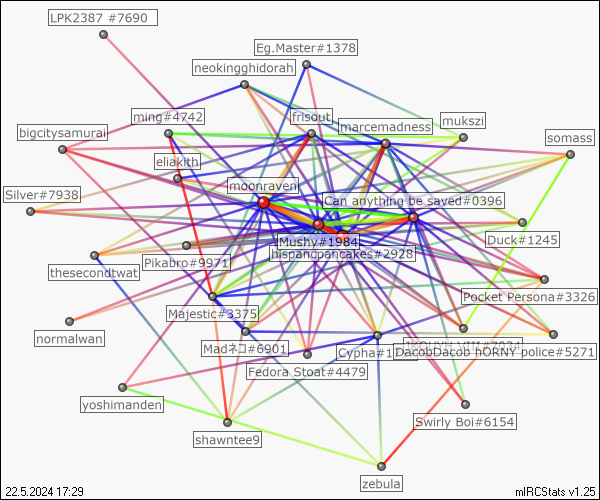 LPK2387 #7690
Eg.Master#1378
neokingghidorah
ming#4742
frisout
marcemadness
mukszi
bigcitysamurai
somass
eliakith
moonraven
Silver#7938
Can anything be saved#0396
Mushy#1984
Duck#1245
hispancpancakes#2928
Pikabro#9971
thesecondtwat
Pocket Persona#3326
Majestic#3375
normalwan
Madネコ#6901
DacobDacob hORNY police#5271
Fedora Stoat#4479
yoshimanden
Swirly Boi#6154
shawntee9
zebula
22.5.2024 17:29
mIRCStats v1.25